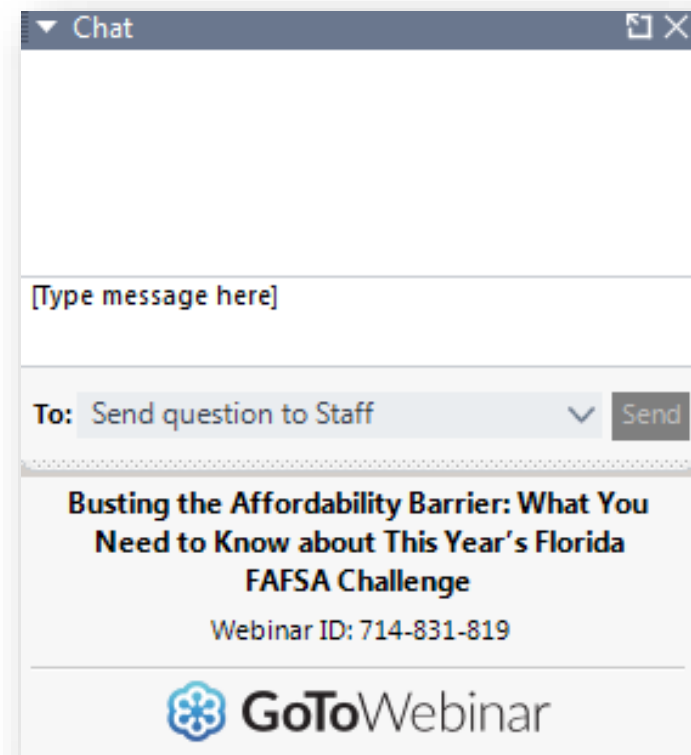 Chat
[Type message here]
To: Send question to Staff Send
Busting the Affordability Barrier: What You
Need to Know about This Year's Florida
FAFSA Challenge
Webinar ID: 714-831-819
GoToWebinar